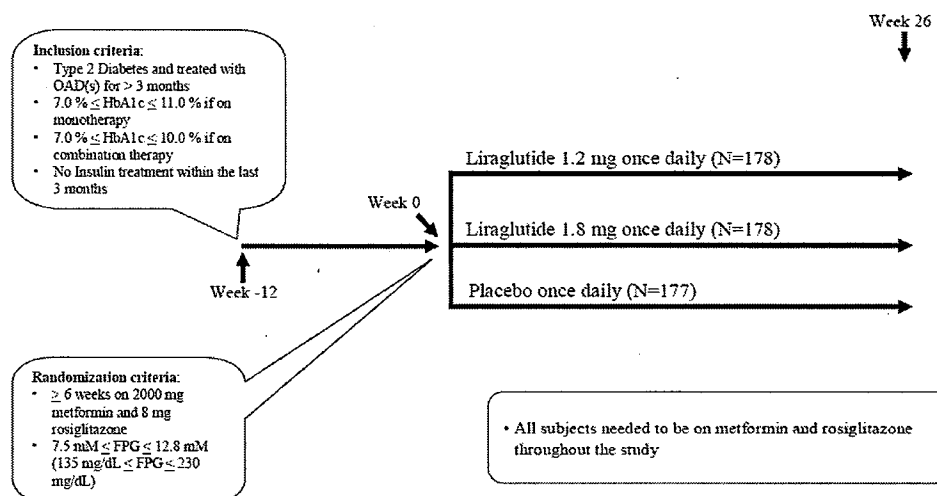 Week 26
Inclusion criteria:
• Type 2 Diabetes and treated with
OAD(s) for > 3 months
• 7.0 % ≤ HbA1c ≤ 11.0 % if on
monotherapy
• 7.0 % ≤ HbA1c ≤ 10.0 % if on
combination therapy
• No Insulin treatment within the last
3 months
Liraglutide 1.2 mg once daily (N=178)
Week 0
Liraglutide 1.8 mg once daily (N=178)
Week -12
Placebo once daily (N=177)
Randomization criteria:
• ≥ 6 weeks on 2000 mg
metformin and 8 mg
rosiglitazone
• 7.5 mM ≤ FPG ≤ 12.8 mM
(135 mg/dL ≤ FPG ≤ 230
mg/dL)
• All subjects needed to be on metformin and rosiglitazone
throughout the study